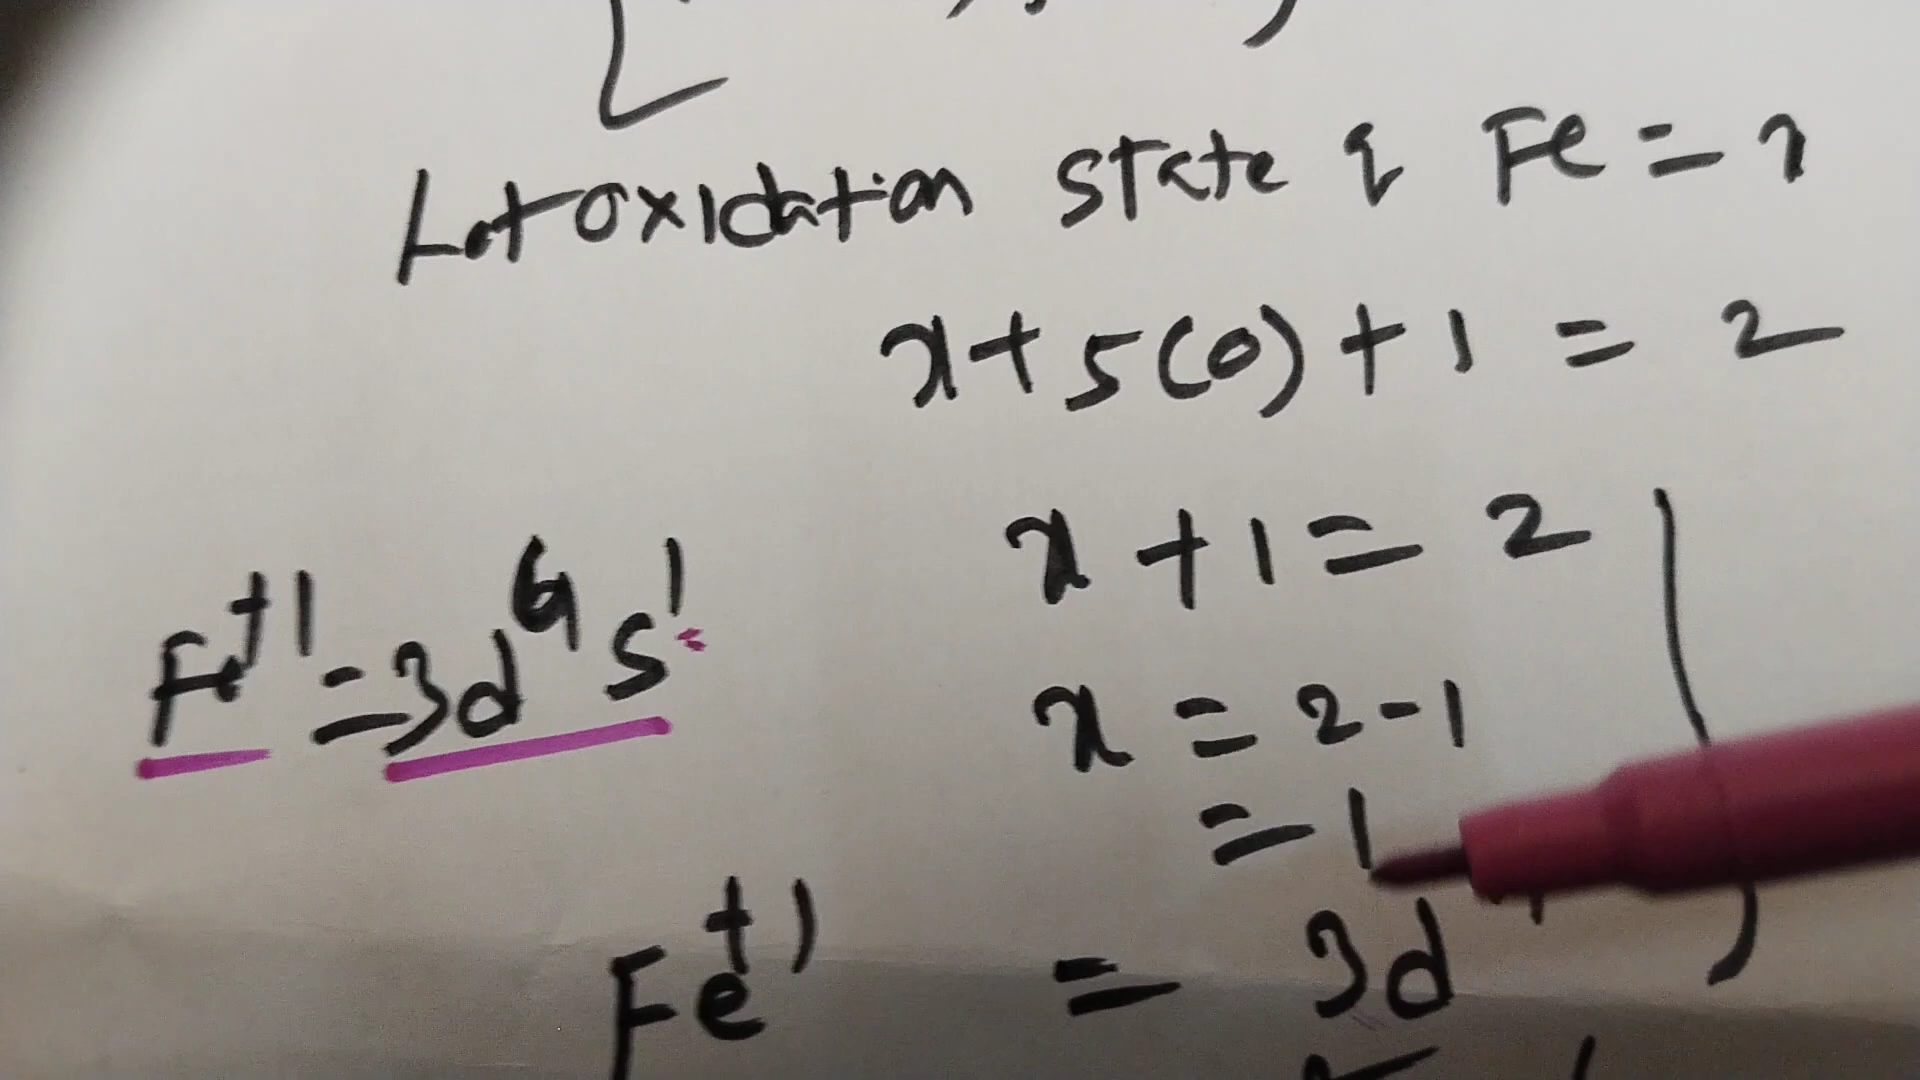 Let oxidation state of Fe = x
x + 5(0) + 1 = 2
x + 1 = 2
Fe+1 = 3d6 s1
x = 2 - 1
= 1
Fe+1 = 3d